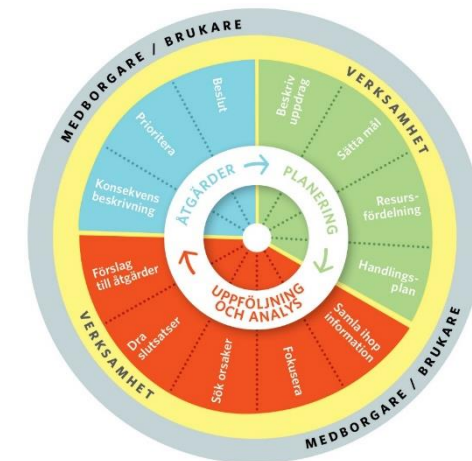 MEDBORGARE / BRUKARE
VERKSAMHET
Beskriv
uppdrag
Sätta mål
Resurs-
fördelning
Handlings-
plan
Samla ihop
information
Fokusera
Sök orsaker
Dra
slutsatser
Förslag
till åtgärder
Konsekvens
beskrivning
Prioritera
Beslut
ÅTGÄRDER
PLANERING
UPPFÖLJNING
OCH ANALYS
VERKSAMHET
MEDBORGARE / BRUKARE